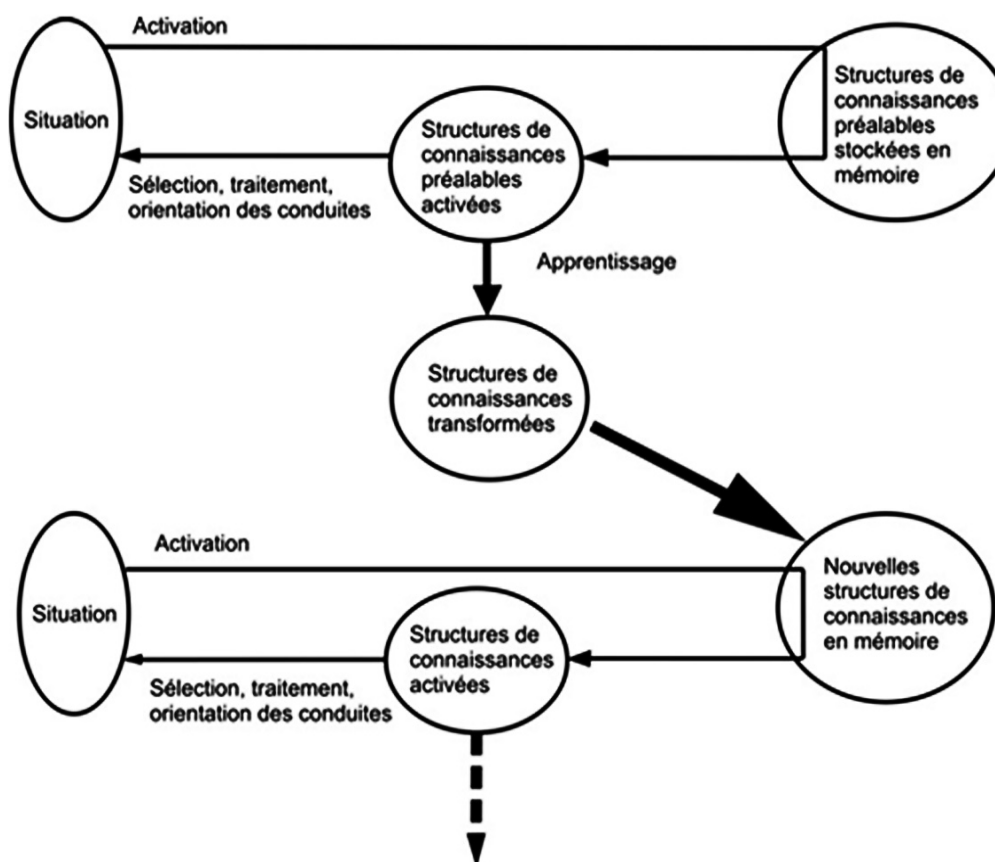 Activation
Situation
Structures de
connaissances
préalables
stockées en
mémoire
Structures de
connaissances
préalables
activées
Sélection, traitement,
orientation des conduites
Apprentissage
Structures de
connaissances
transformées
Activation
Situation
Nouvelles
structures de
connaissances
en mémoire
Structures de
connaissances
activées
Sélection, traitement,
orientation des conduites